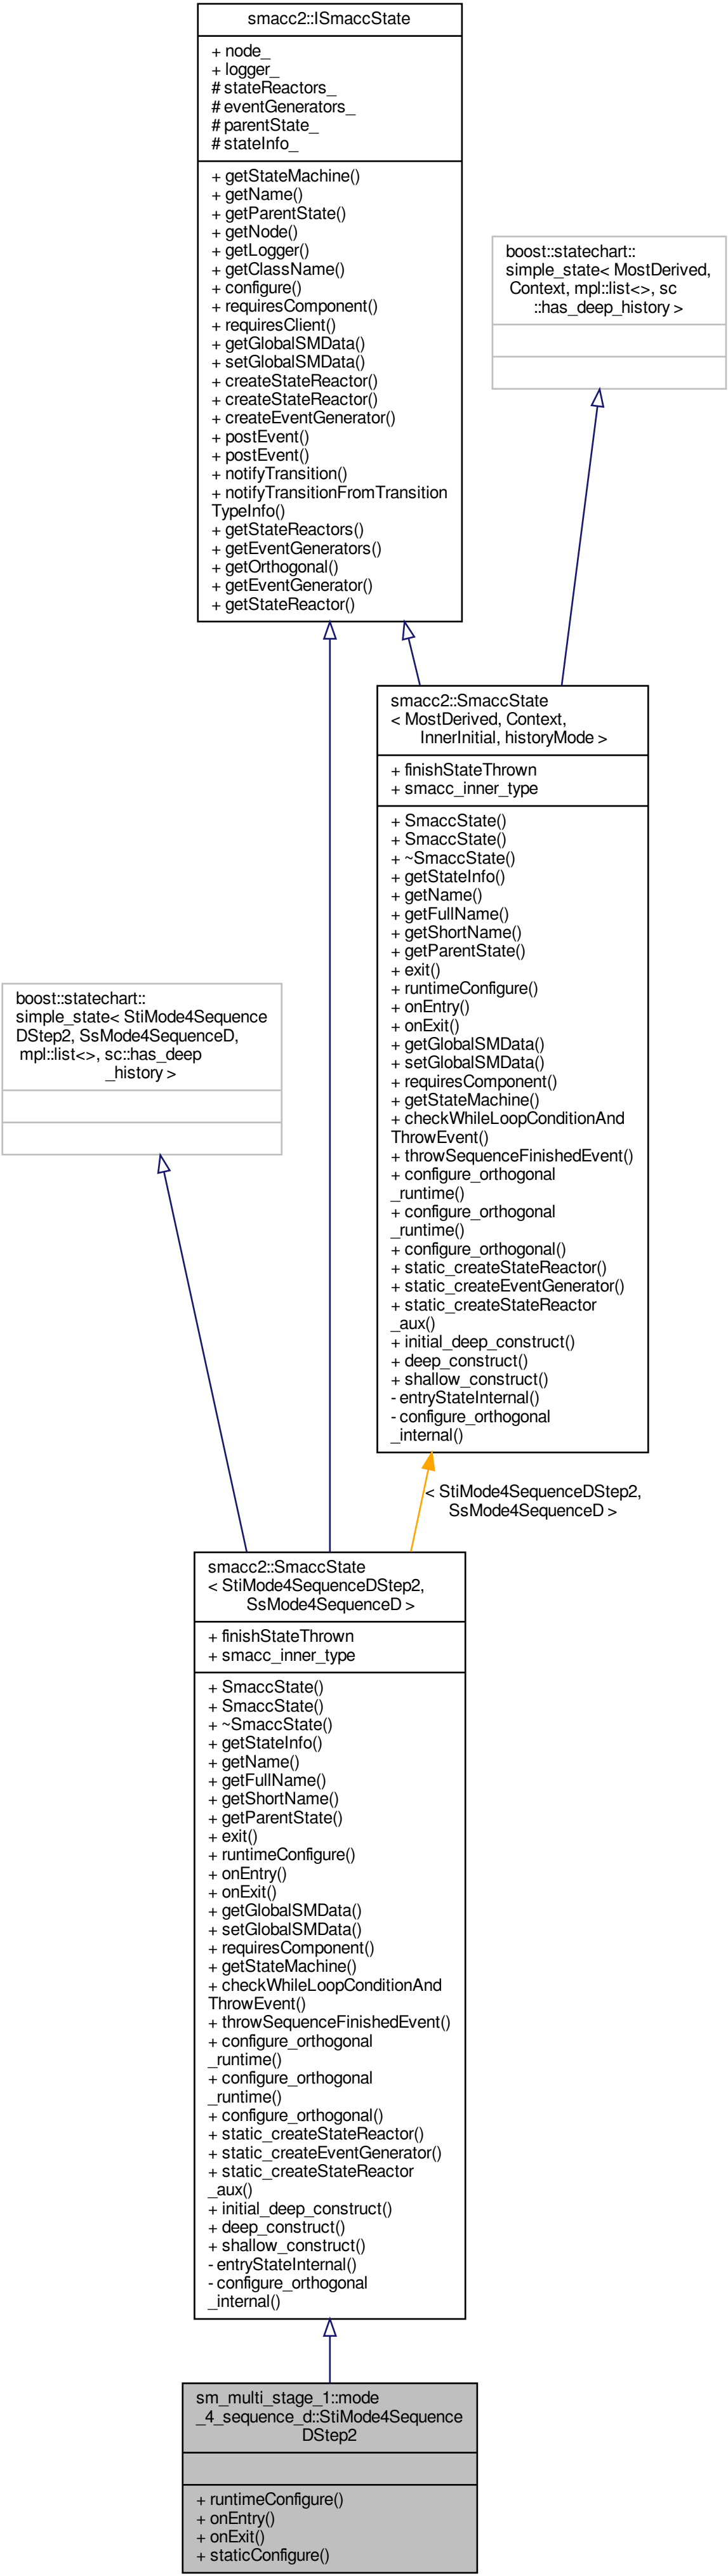 smacc2::ISmaccState
+ node_
+ logger_
# stateReactors_
# eventGenerators_
# parentState_
# stateInfo_
+ getStateMachine()
+ getName()
+ getParentState()
+ getNode()
+ getLogger()
+ getClassName()
+ configure()
+ requiresComponent()
+ requiresClient()
+ getGlobalSMData()
+ setGlobalSMData()
+ createStateReactor()
+ createStateReactor()
+ createEventGenerator()
+ postEvent()
+ postEvent()
+ notifyTransition()
+ notifyTransitionFromTransition
TypeInfo()
+ getStateReactors()
+ getEventGenerators()
+ getOrthogonal()
+ getEventGenerator()
+ getStateReactor()
boost::statechart::
simple_state< MostDerived,
Context, mpl::list<>, sc
::has_deep_history >
smacc2::SmaccState
< MostDerived, Context,
InnerInitial, historyMode >
+ finishStateThrown
+ smacc_inner_type
+ SmaccState()
+ SmaccState()
+ ~SmaccState()
+ getStateInfo()
+ getName()
+ getFullName()
+ getShortName()
+ getParentState()
+ exit()
+ runtimeConfigure()
+ onEntry()
+ onExit()
+ getGlobalSMData()
+ setGlobalSMData()
+ requiresComponent()
+ getStateMachine()
+ checkWhileLoopConditionAnd
ThrowEvent()
+ throwSequenceFinishedEvent()
+ configure_orthogonal
_runtime()
+ configure_orthogonal
_runtime()
+ configure_orthogonal()
+ static_createStateReactor()
+ static_createEventGenerator()
+ static_createStateReactor
_aux()
+ initial_deep_construct()
+ deep_construct()
+ shallow_construct()
- entryStateInternal()
- configure_orthogonal
_internal()
boost::statechart::
simple_state< StiMode4Sequence
DStep2, SsMode4SequenceD,
mpl::list<>, sc::has_deep
_history >
< StiMode4SequenceDStep2,
SsMode4SequenceD >
smacc2::SmaccState
< StiMode4SequenceDStep2,
SsMode4SequenceD >
+ finishStateThrown
+ smacc_inner_type
+ SmaccState()
+ SmaccState()
+ ~SmaccState()
+ getStateInfo()
+ getName()
+ getFullName()
+ getShortName()
+ getParentState()
+ exit()
+ runtimeConfigure()
+ onEntry()
+ onExit()
+ getGlobalSMData()
+ setGlobalSMData()
+ requiresComponent()
+ getStateMachine()
+ checkWhileLoopConditionAnd
ThrowEvent()
+ throwSequenceFinishedEvent()
+ configure_orthogonal
_runtime()
+ configure_orthogonal
_runtime()
+ configure_orthogonal()
+ static_createStateReactor()
+ static_createEventGenerator()
+ static_createStateReactor
_aux()
+ initial_deep_construct()
+ deep_construct()
+ shallow_construct()
- entryStateInternal()
- configure_orthogonal
_internal()
sm_multi_stage_1::mode
_4_sequence_d::StiMode4Sequence
DStep2
+ runtimeConfigure()
+ onEntry()
+ onExit()
+ staticConfigure()